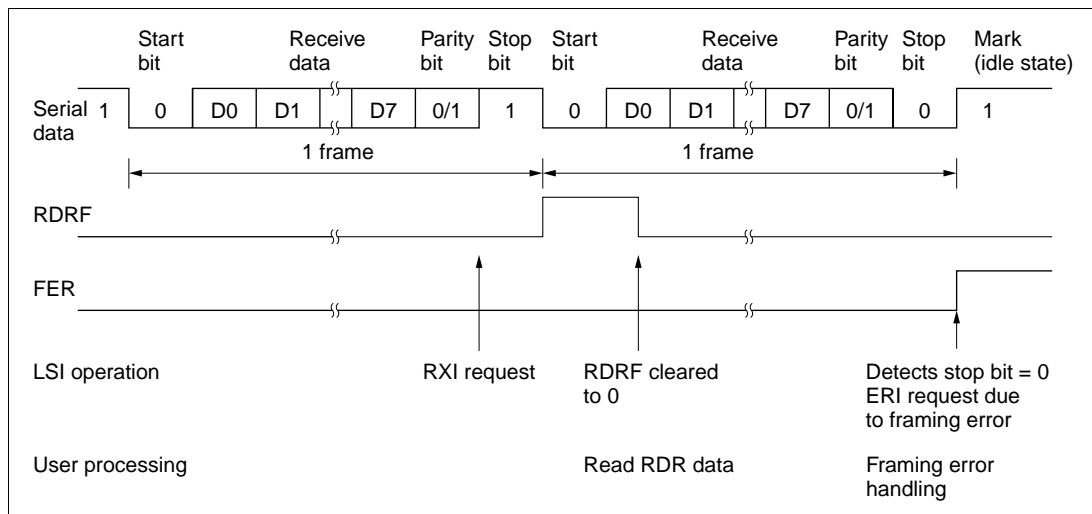 Start bit Receive data Parity bit Stop bit Start bit Receive data Parity bit Stop bit Mark (idle state)
Serial data 1 0 D0 D1 D7 0/1 1 0 D0 D1 D7 0/1 0 1
1 frame 1 frame
RDRF
FER
LSI operation RXI request RDRF cleared to 0 Detects stop bit = 0 ERI request due to framing error
User processing Read RDR data Framing error handling